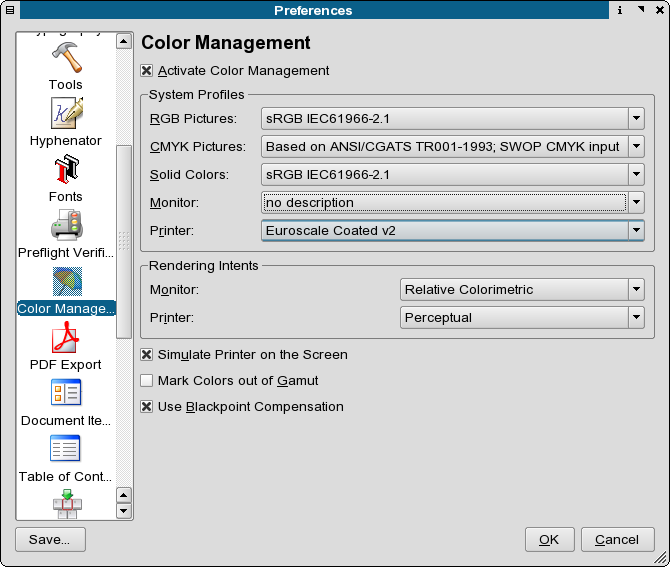 Preferences
Tools
Hyphenator
Fonts
Preflight Verifi...
Color Manage...
PDF Export
Document Ite...
Table of Cont...
Color Management
Activate Color Management
System Profiles
RGB Pictures: sRGB IEC61966-2.1
CMYK Pictures: Based on ANSI/CGATS TR001-1993; SWOP CMYK input
Solid Colors: sRGB IEC61966-2.1
Monitor: no description
Printer: Euroscale Coated v2
Rendering Intents
Monitor: Relative Colorimetric
Printer: Perceptual
Simulate Printer on the Screen
Mark Colors out of Gamut
Use Blackpoint Compensation
Save...
OK
Cancel